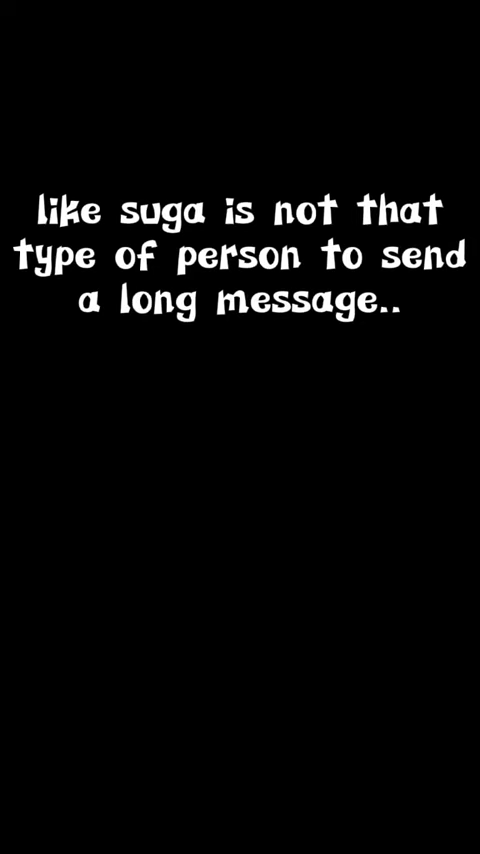 like suga is not that
type of person to send
a long message..